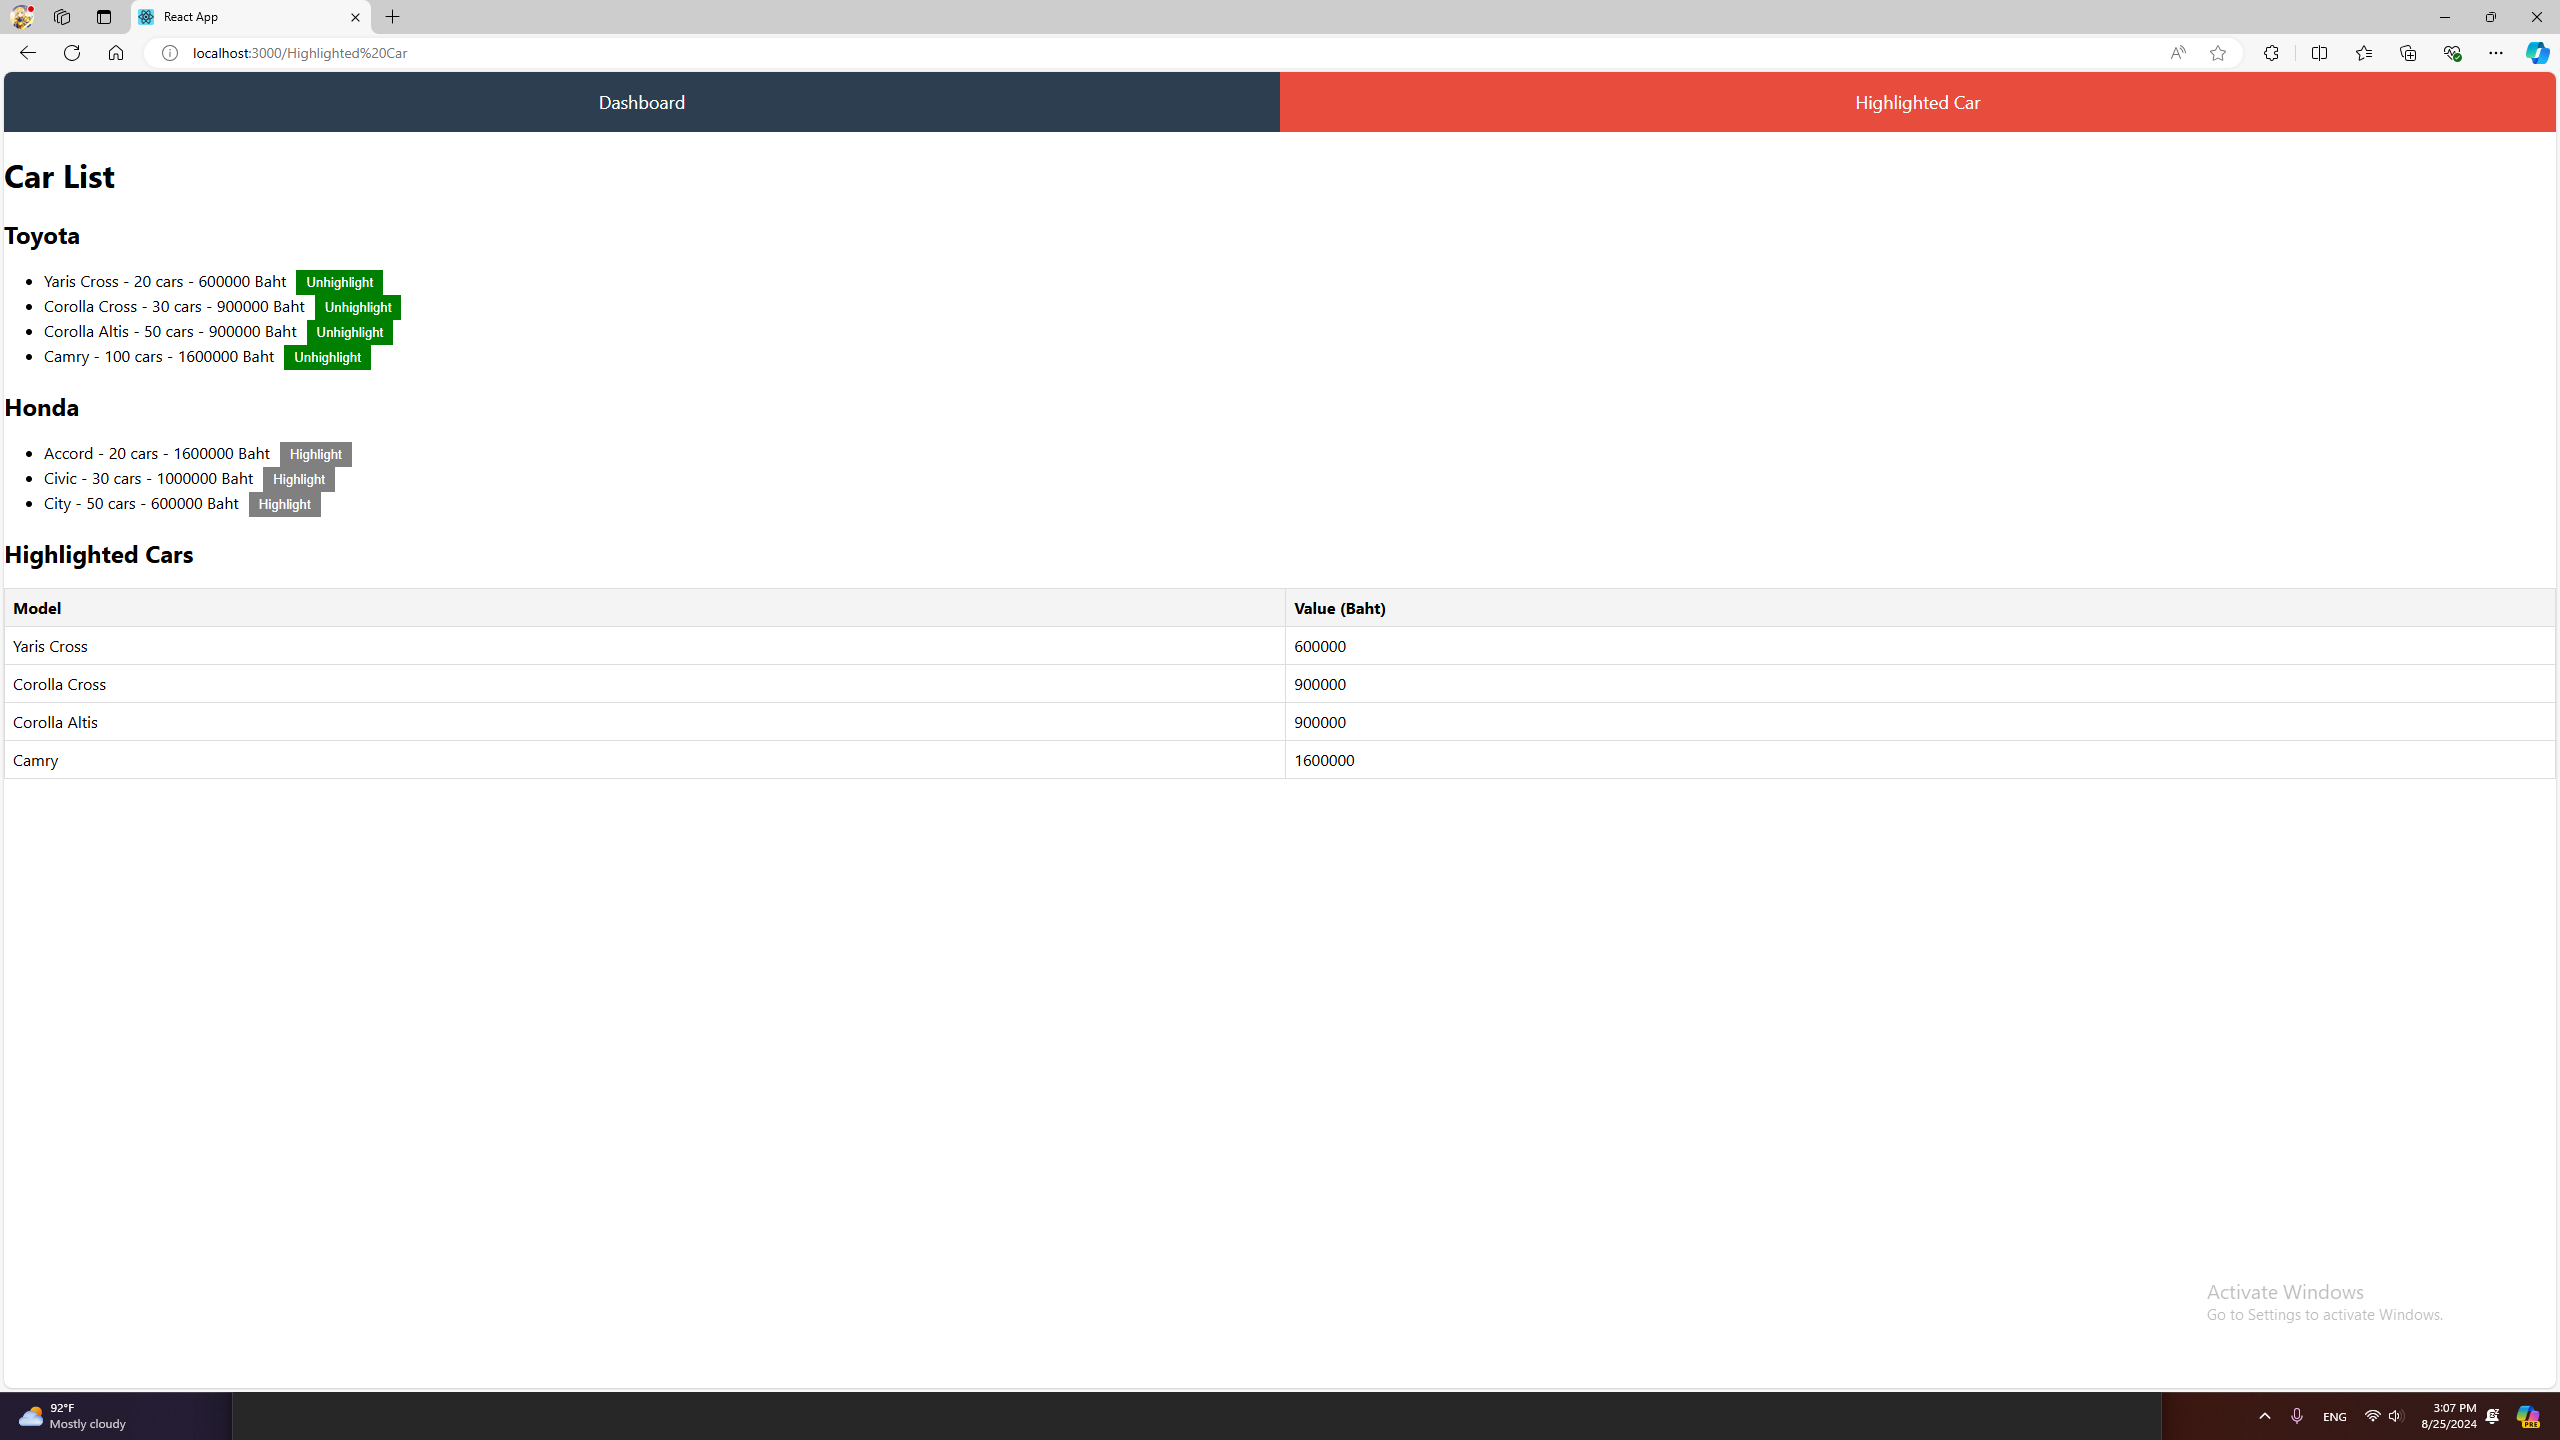 React App
localhost:3000/Highlighted%20Car
Dashboard
Highlighted Car
Car List
Toyota
Yaris Cross - 20 cars - 600000 Baht Unhighlight
Corolla Cross - 30 cars - 900000 Baht Unhighlight
Corolla Altis - 50 cars - 900000 Baht Unhighlight
Camry - 100 cars - 1600000 Baht Unhighlight
Honda
Accord - 20 cars - 1600000 Baht Highlight
Civic - 30 cars - 1000000 Baht Highlight
City - 50 cars - 600000 Baht Highlight
Highlighted Cars
Model Value (Baht)
Yaris Cross 600000
Corolla Cross 900000
Corolla Altis 900000
Camry 1600000
Activate Windows
Go to Settings to activate Windows.
92°F
Mostly cloudy
ENG
3:07 PM
8/25/2024
PRE